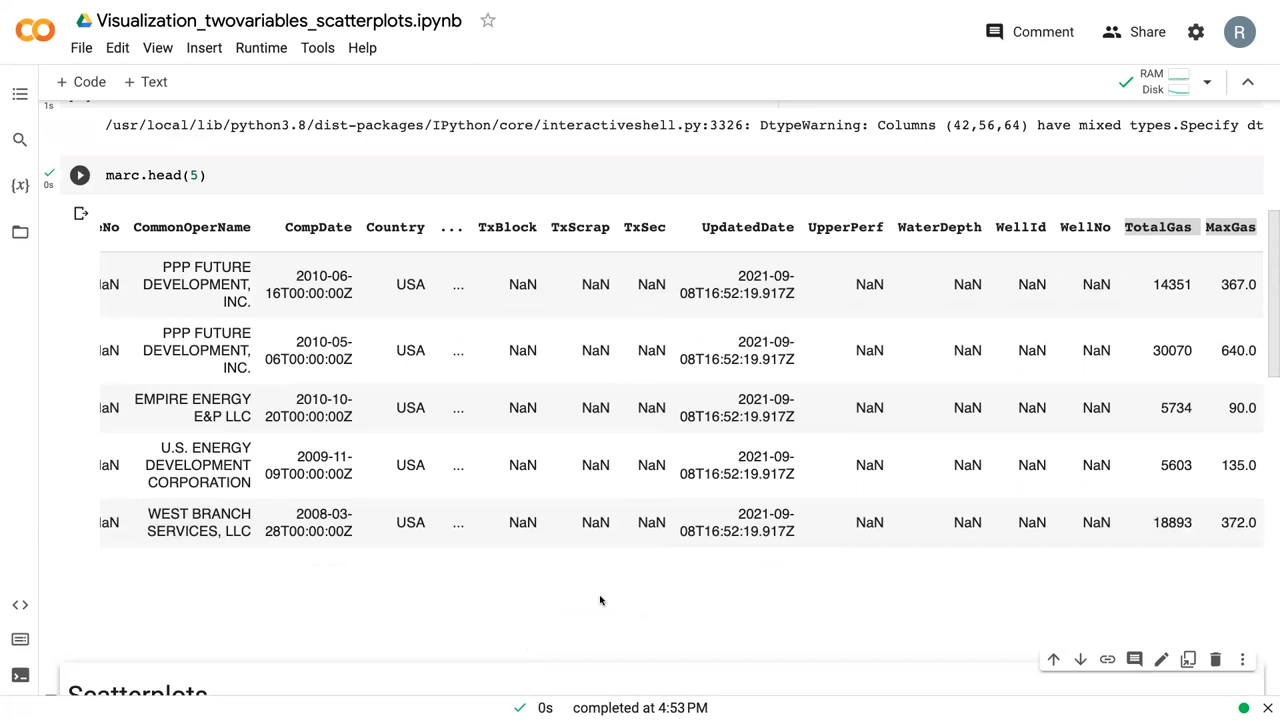 Visualization_twovariables_scatterplots.ipynb
Comment
Share
R
File Edit View Insert Runtime Tools Help
+ Code + Text
RAM
Disk
1s
/usr/local/lib/python3.8/dist-packages/IPython/core/interactiveshell.py:3326: DtypeWarning: Columns (42,56,64) have mixed types.Specify dt
0s
marc.head(5)
eNo CommonOperName CompDate Country ... TxBlock TxScrap TxSec UpdatedDate UpperPerf WaterDepth WellId WellNo TotalGas MaxGas
PPP FUTURE
DEVELOPMENT,
INC.
2010-06-
16T00:00:00Z
NaN USA ... NaN NaN NaN
2021-09-
08T16:52:19.917Z
NaN NaN NaN NaN 14351 367.0
PPP FUTURE
DEVELOPMENT,
INC.
2010-05-
06T00:00:00Z
NaN USA ... NaN NaN NaN
2021-09-
08T16:52:19.917Z
NaN NaN NaN NaN 30070 640.0
EMPIRE ENERGY
E&P LLC
2010-10-
20T00:00:00Z
NaN USA ... NaN NaN NaN
2021-09-
08T16:52:19.917Z
NaN NaN NaN NaN 5734 90.0
U.S. ENERGY
DEVELOPMENT
CORPORATION
2009-11-
09T00:00:00Z
NaN USA ... NaN NaN NaN
2021-09-
08T16:52:19.917Z
NaN NaN NaN NaN 5603 135.0
WEST BRANCH
SERVICES, LLC
2008-03-
28T00:00:00Z
NaN USA ... NaN NaN NaN
2021-09-
08T16:52:19.917Z
NaN NaN NaN NaN 18893 372.0
Scatterplots
0s completed at 4:53 PM